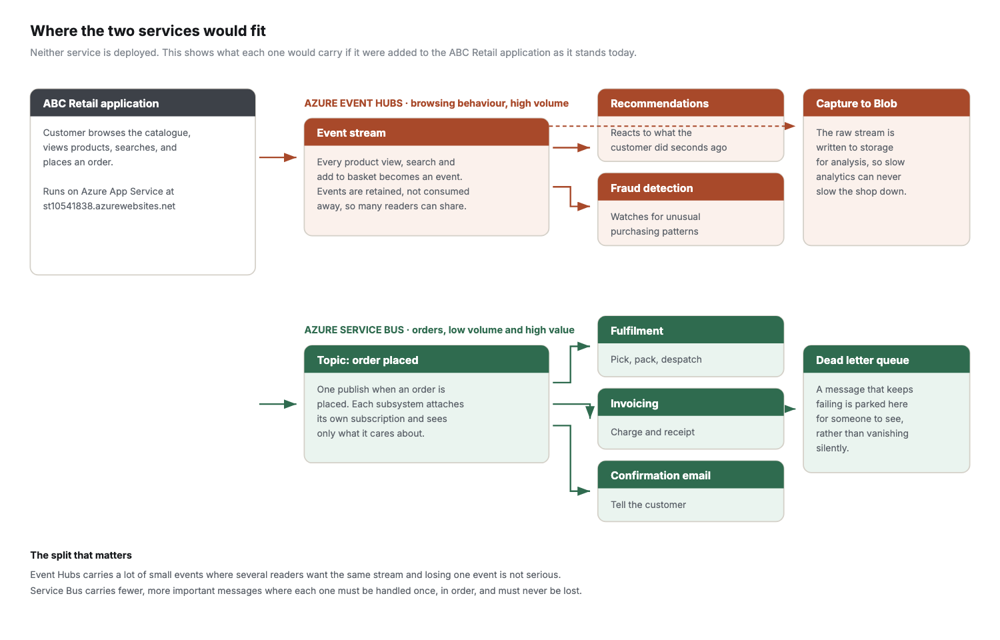 Where the two services would fit
Neither service is deployed. This shows what each one would carry if it were added to the ABC Retail application as it stands today.
ABC Retail application
Customer browses the catalogue,
views products, searches, and
places an order.
Runs on Azure App Service at
st10541838.azurewebsites.net
AZURE EVENT HUBS · browsing behaviour, high volume
Event stream
Every product view, search and
add to basket becomes an event.
Events are retained, not consumed
away, so many readers can share.
Recommendations
Reacts to what the
customer did seconds ago
Fraud detection
Watches for unusual
purchasing patterns
Capture to Blob
The raw stream is
written to storage
for analysis, so slow
analytics can never
slow the shop down.
AZURE SERVICE BUS · orders, low volume and high value
Topic: order placed
One publish when an order is
placed. Each subsystem attaches
its own subscription and sees
only what it cares about.
Fulfilment
Pick, pack, despatch
Invoicing
Charge and receipt
Confirmation email
Tell the customer
Dead letter queue
A message that keeps
failing is parked here
for someone to see,
rather than vanishing
silently.
The split that matters
Event Hubs carries a lot of small events where several readers want the same stream and losing one event is not serious.
Service Bus carries fewer, more important messages where each one must be handled once, in order, and must never be lost.